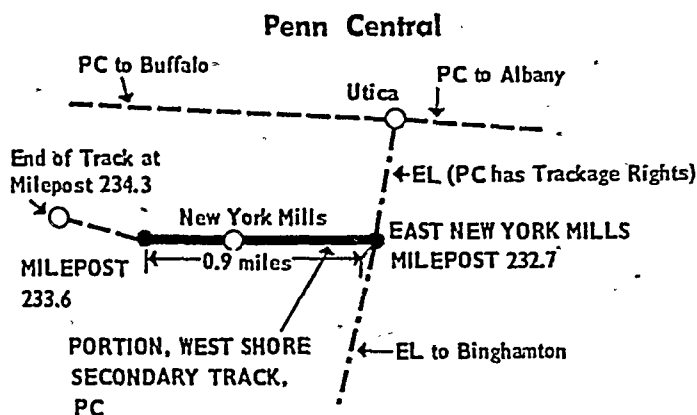 Penn Central
PC to Buffalo
PC to Albany
Utica
End of Track at
Milepost 234.3
EL (PC has Trackage Rights)
New York Mills
EAST NEW YORK MILLS
MILEPOST 232.7
0.9 miles
MILEPOST
233.6
PORTION, WEST SHORE
SECONDARY TRACK,
PC
EL to Binghamton